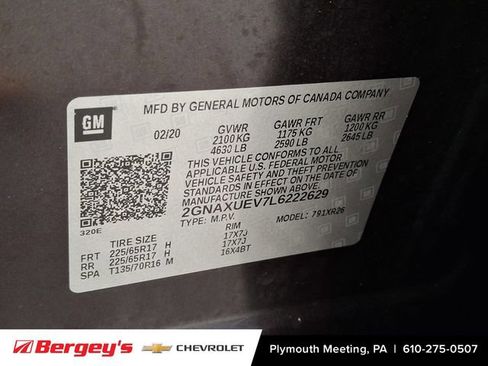 MFD BY GENERAL MOTORS OF CANADA COMPANY
GM
02/20 GVWR GAWR FRT GAWR RR
2100 KG 1175 KG 1200 KG
4630 LB 2590 LB 2645 LB
THIS VEHICLE CONFORMS TO ALL
APPLICABLE U.S. FEDERAL MOTOR
VEHICLE SAFETY AND THEFT PREVENTION
STANDARDS IN EFFECT ON THE DATE OF
MANUFACTURE SHOWN ABOVE.
2GNAXUEV7L6222629
320E
TYPE: M.P.V. MODEL: 791XR26
TIRE SIZE RIM
FRT 225/65R17 H 17X7J
RR 225/65R17 H 17X7J
SPA T135/70R16 M 16X4BT
Bergey's CHEVROLET Plymouth Meeting, PA | 610-275-0507